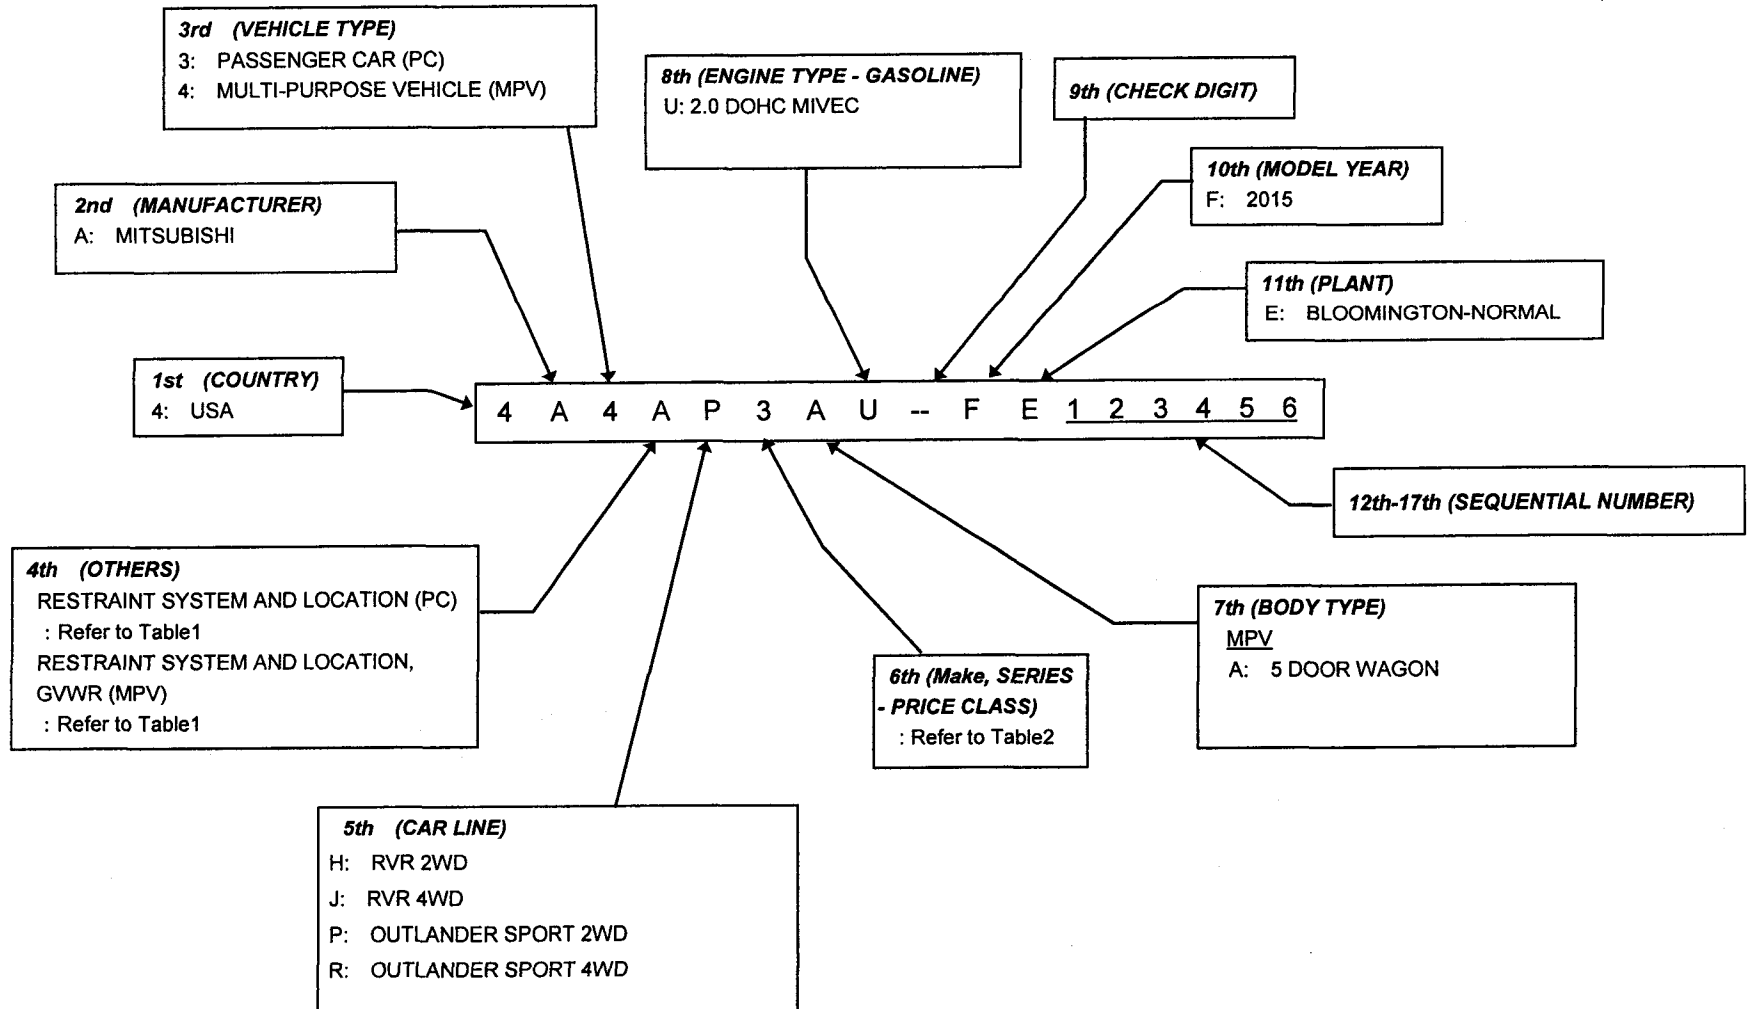 3rd (VEHICLE TYPE)
3: PASSENGER CAR (PC)
4: MULTI-PURPOSE VEHICLE (MPV)
8th (ENGINE TYPE - GASOLINE)
U: 2.0 DOHC MIVEC
9th (CHECK DIGIT)
10th (MODEL YEAR)
F: 2015
2nd (MANUFACTURER)
A: MITSUBISHI
11th (PLANT)
E: BLOOMINGTON-NORMAL
1st (COUNTRY)
4: USA
4 A 4 A P 3 A U -- F E 1 2 3 4 5 6
12th-17th (SEQUENTIAL NUMBER)
4th (OTHERS)
RESTRAINT SYSTEM AND LOCATION (PC)
: Refer to Table1
RESTRAINT SYSTEM AND LOCATION,
GVWR (MPV)
: Refer to Table1
6th (Make, SERIES
- PRICE CLASS)
: Refer to Table2
7th (BODY TYPE)
MPV
A: 5 DOOR WAGON
5th (CAR LINE)
H: RVR 2WD
J: RVR 4WD
P: OUTLANDER SPORT 2WD
R: OUTLANDER SPORT 4WD